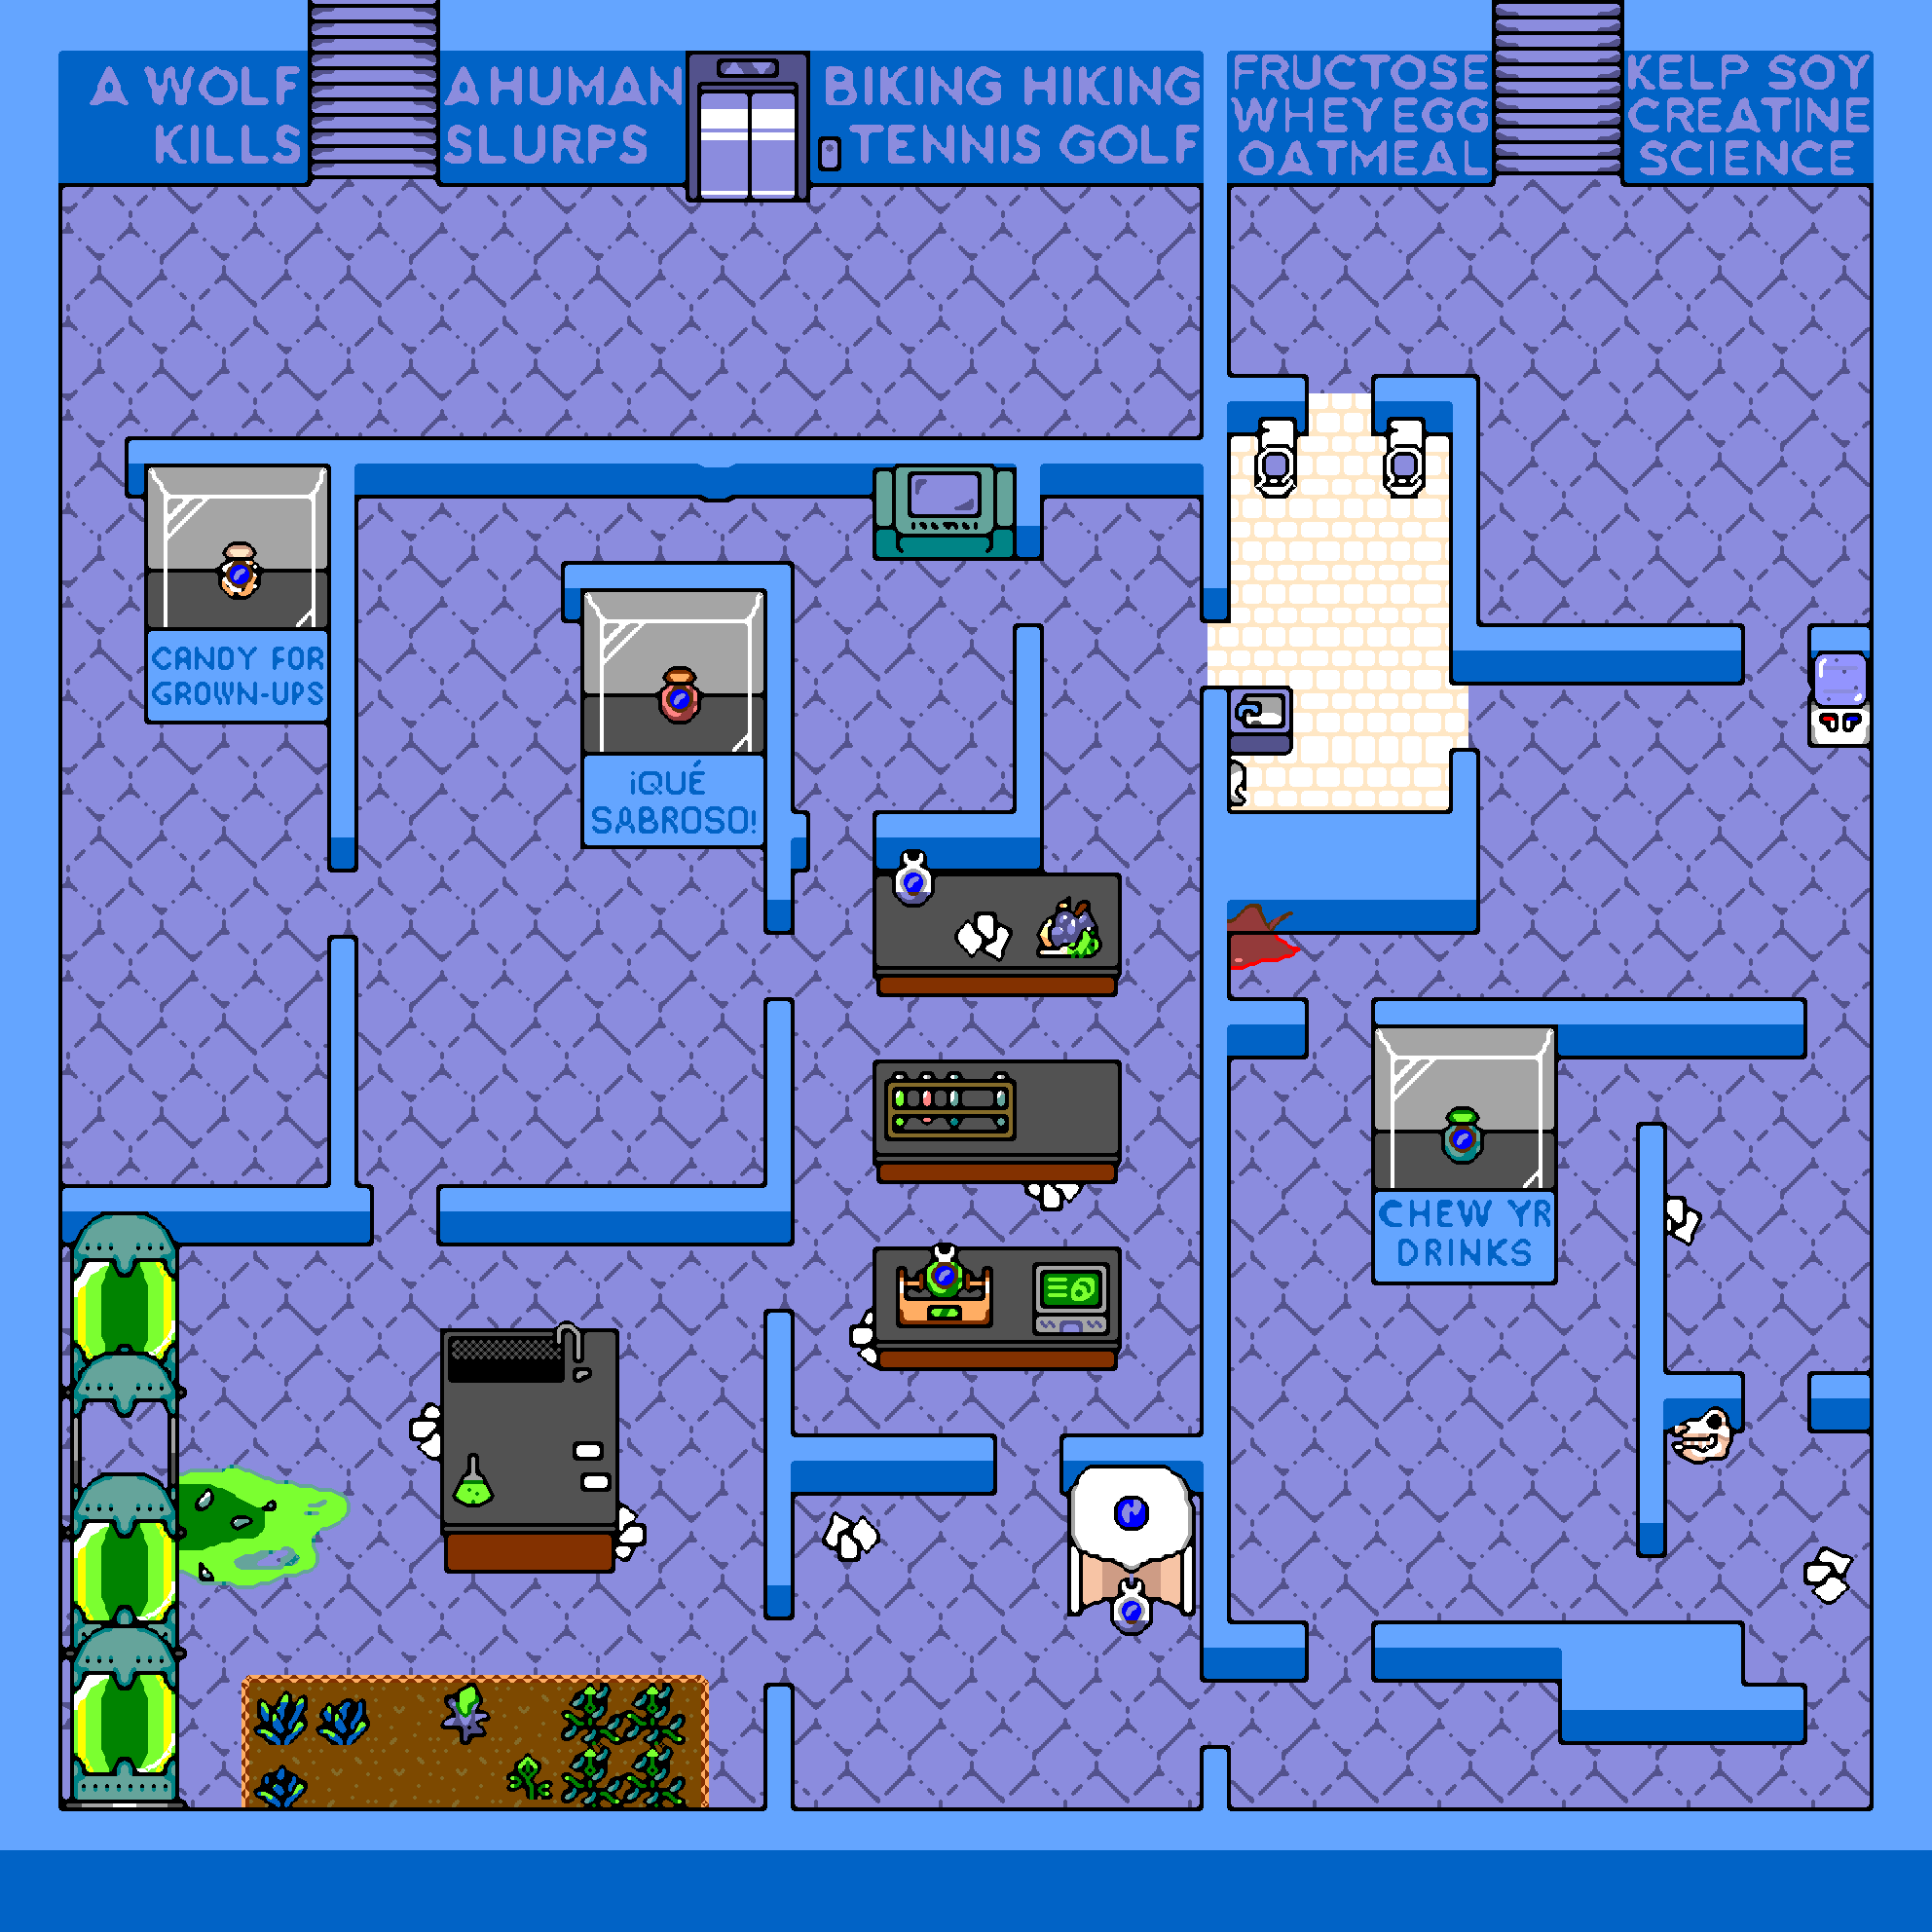 A WOLF
KILLS
A HUMAN
SLURPS
BIKING HIKING
TENNIS GOLF
FRUCTOSE
WHEY EGG
OATMEAL
KELP SOY
CREATINE
SCIENCE
CANDY FOR
GROWN-UPS
¡QUÉ
SABROSO!
CHEW YR
DRINKS